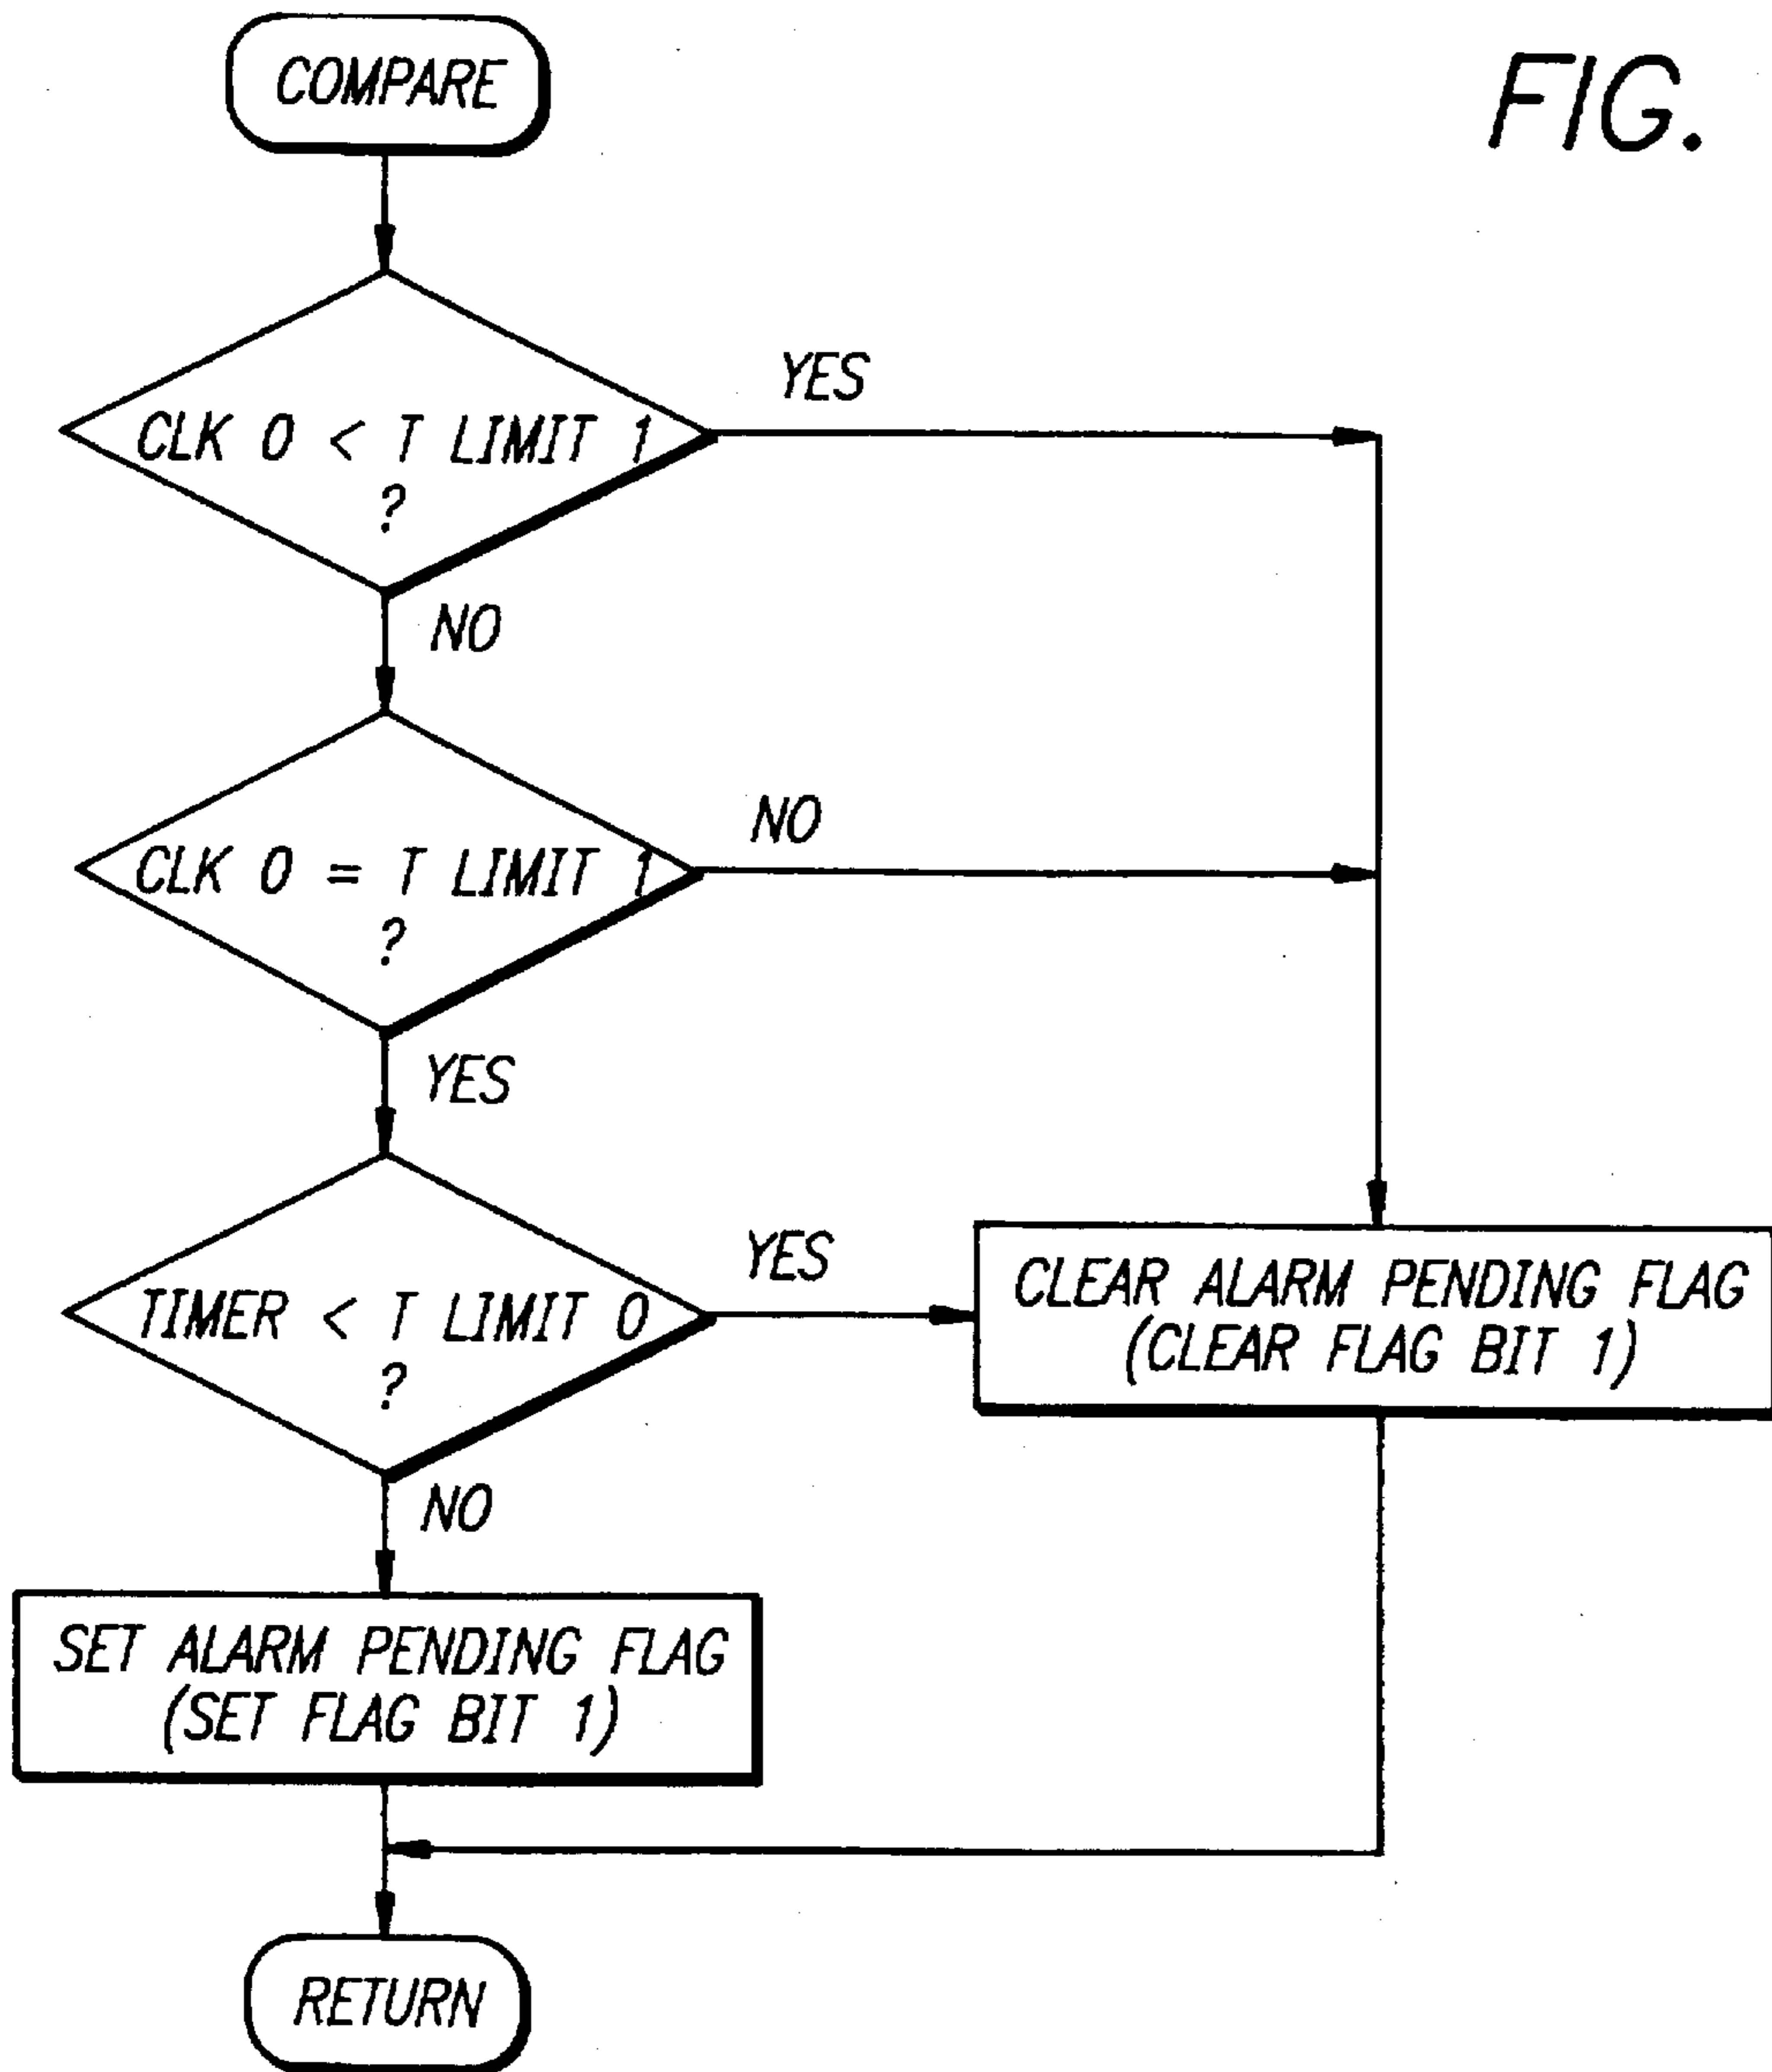 FIG.
COMPARE
CLK 0 < T LIMIT 1
?
YES
NO
CLK 0 = T LIMIT 1
?
NO
YES
TIMER < T LIMIT 0
?
YES
NO
CLEAR ALARM PENDING FLAG
(CLEAR FLAG BIT 1)
SET ALARM PENDING FLAG
(SET FLAG BIT 1)
RETURN